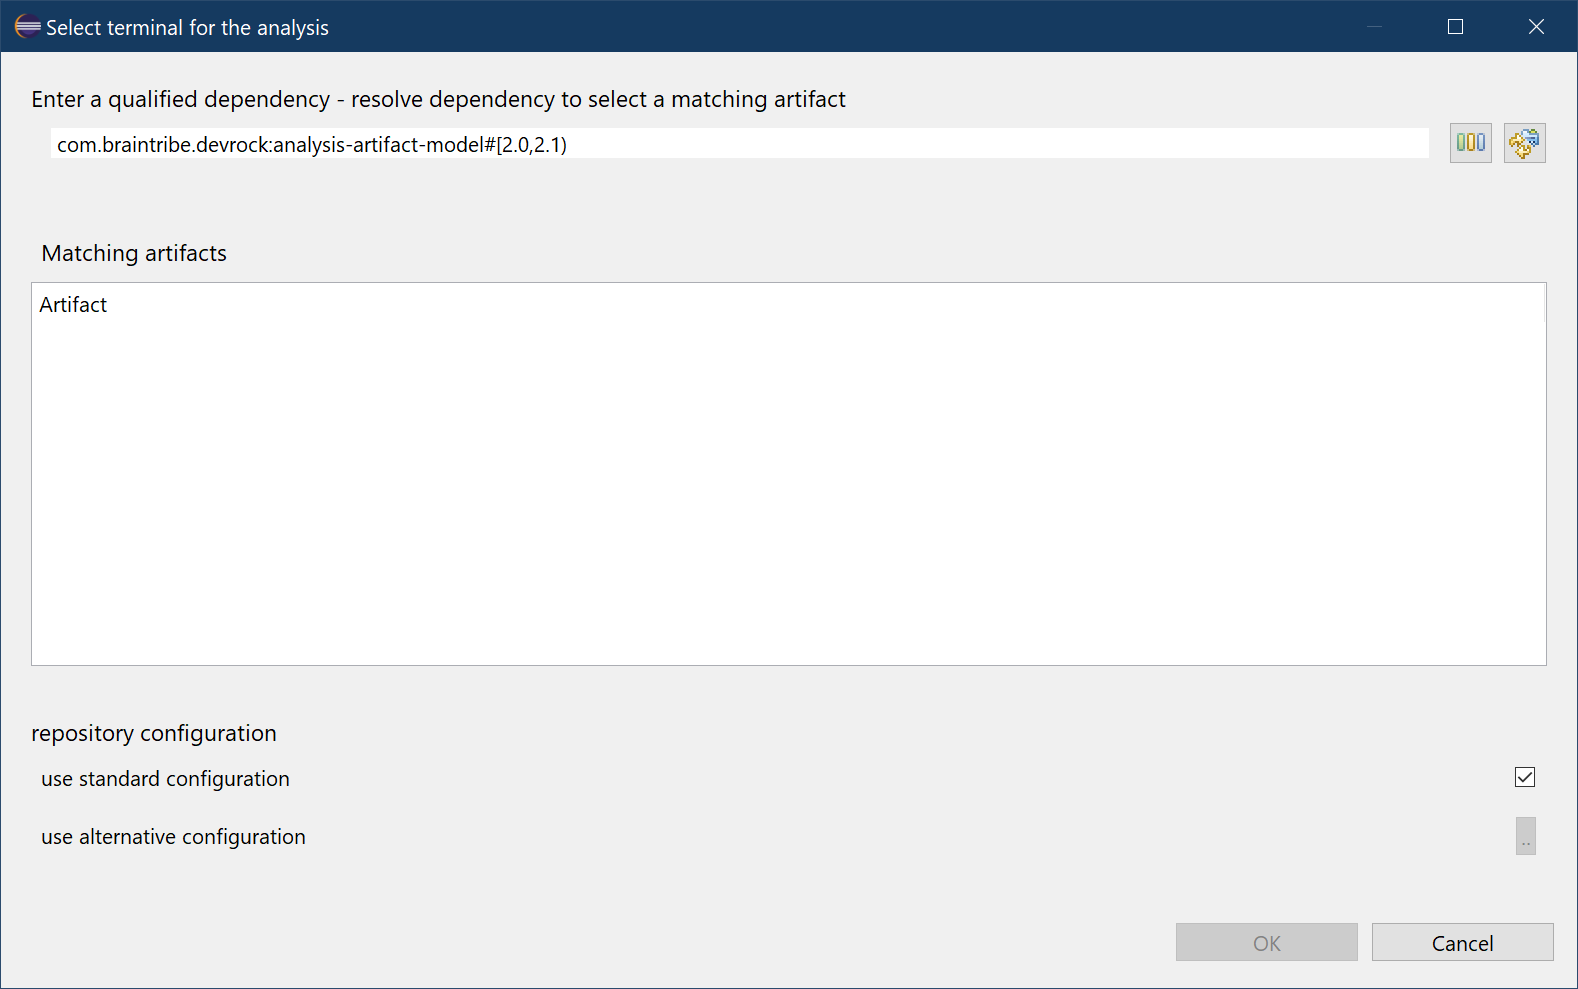 Select terminal for the analysis
Enter a qualified dependency - resolve dependency to select a matching artifact
com.braintribe.devrock:analysis-artifact-model#[2.0,2.1)
Matching artifacts
Artifact
repository configuration
use standard configuration
use alternative configuration
..
OK
Cancel